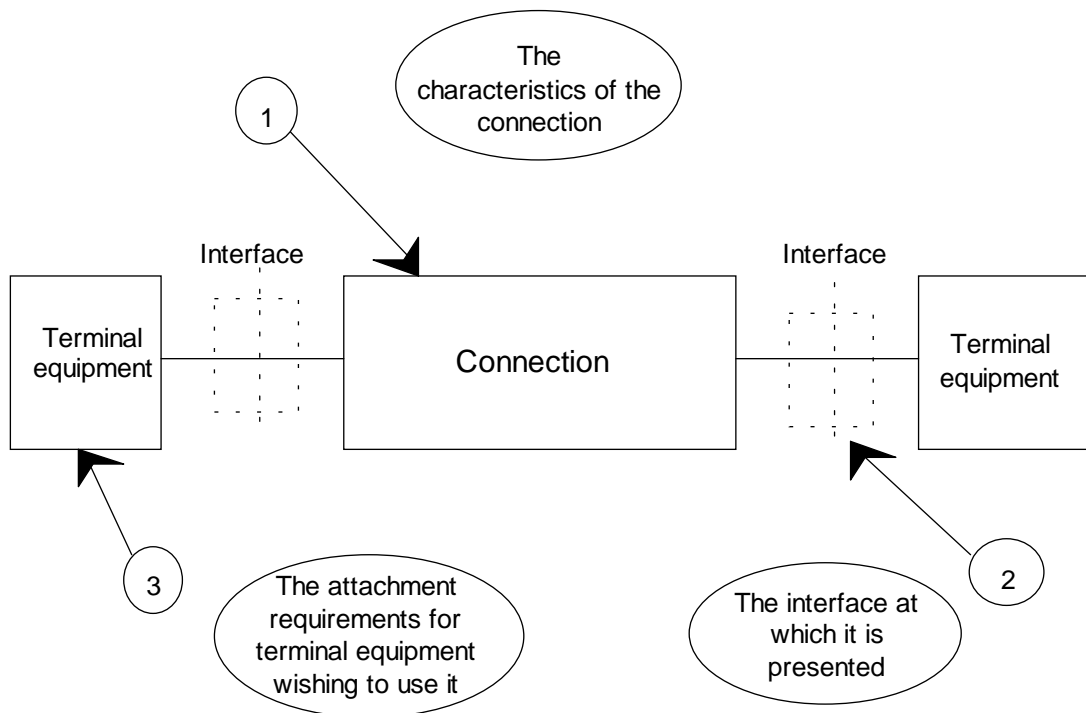 The
characteristics of the
connection
1
Interface
Interface
Terminal
equipment
Connection
Terminal
equipment
3
The attachment
requirements for
terminal equipment
wishing to use it
The interface at
which it is
presented
2